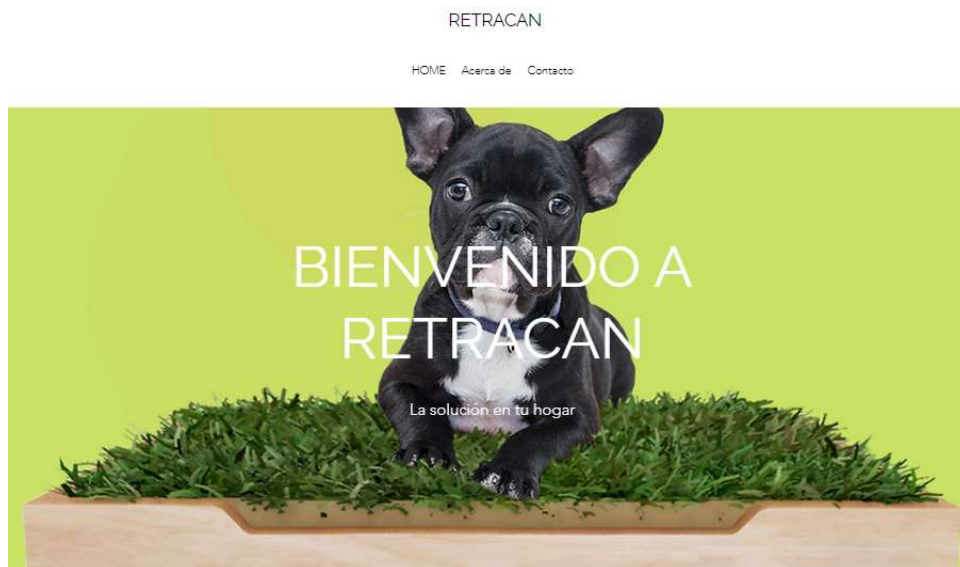 RETRACAN
HOME Acerca de Contacto
BIENVENIDO A
RETRACAN
La solución en tu hogar